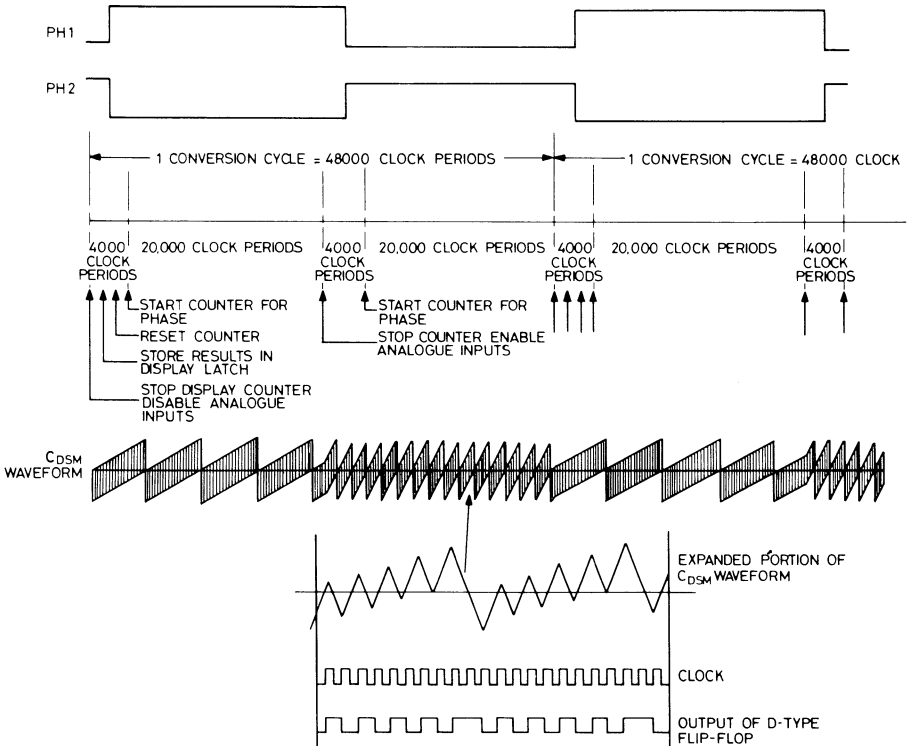 PH1
PH2
1 CONVERSION CYCLE = 48000 CLOCK PERIODS
1 CONVERSION CYCLE = 48000 CLOCK
4000
CLOCK
PERIODS
20,000 CLOCK PERIODS
4000
CLOCK
PERIODS
20,000 CLOCK PERIODS
4000
CLOCK
PERIODS
20,000 CLOCK PERIODS
4000
CLOCK
PERIODS
START COUNTER FOR
PHASE
RESET COUNTER
STORE RESULTS IN
DISPLAY LATCH
STOP DISPLAY COUNTER
DISABLE ANALOGUE
INPUTS
START COUNTER FOR
PHASE
STOP COUNTER ENABLE
ANALOGUE INPUTS
CDSM
WAVEFORM
EXPANDED PORTION OF
CDSM WAVEFORM
CLOCK
OUTPUT OF D-TYPE
FLIP-FLOP